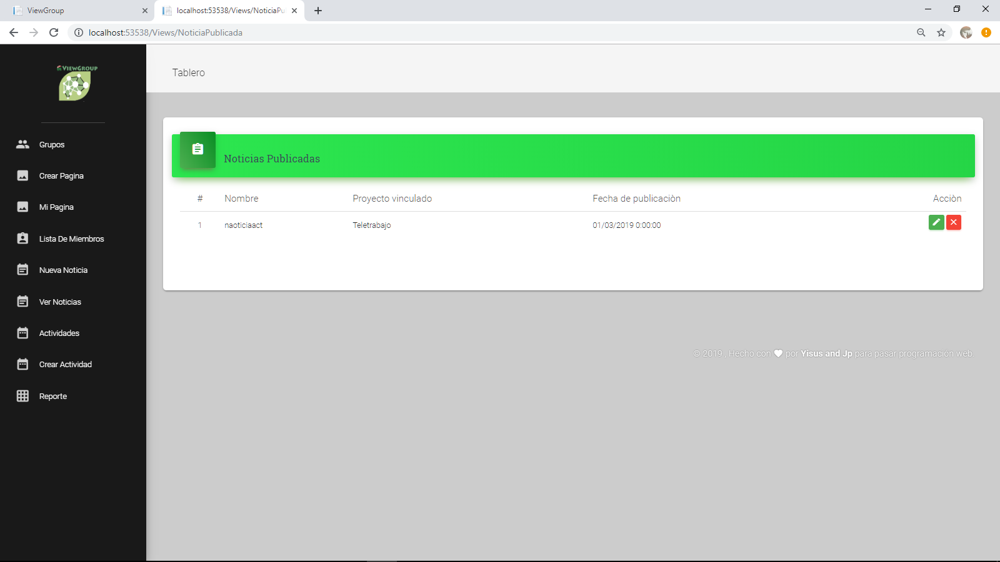 ViewGroup
localhost:53538/Views/NoticiaPu
localhost:53538/Views/NoticiaPublicada
VIEWGROUP
Tablero
Grupos
Crear Pagina
Mi Pagina
Lista De Miembros
Nueva Noticia
Ver Noticias
Actividades
Crear Actividad
Reporte
Noticias Publicadas
# Nombre Proyecto vinculado Fecha de publicaciòn Acciòn
1 naoticiaact Teletrabajo 01/03/2019 0:00:00
© 2019 , Hecho con por Yisus and Jp para pasar programación web.